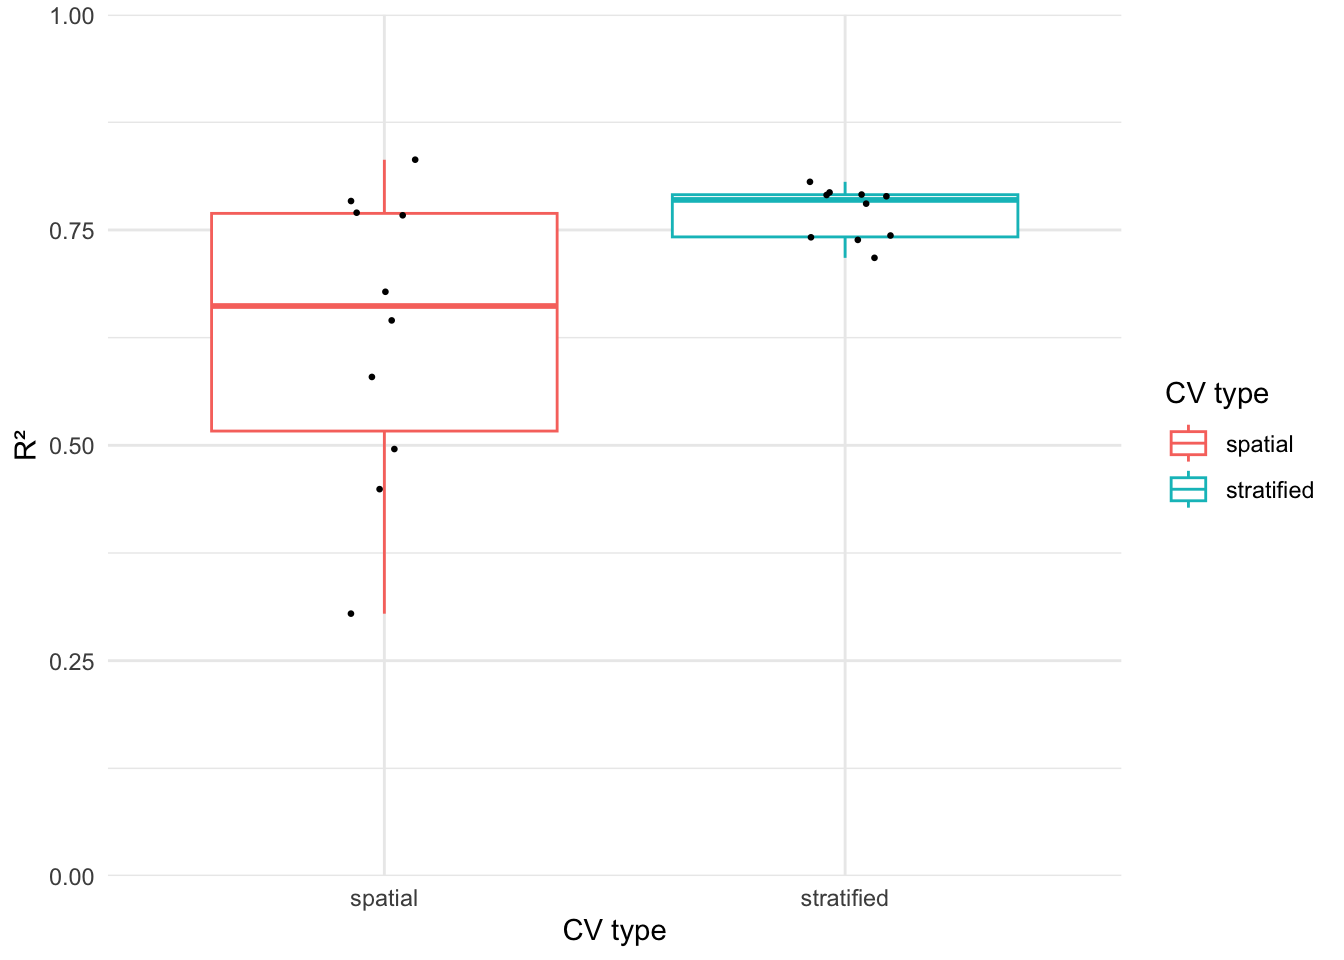 1.00
0.75
0.50
0.25
0.00
R²
spatial
stratified
CV type
CV type
spatial
stratified